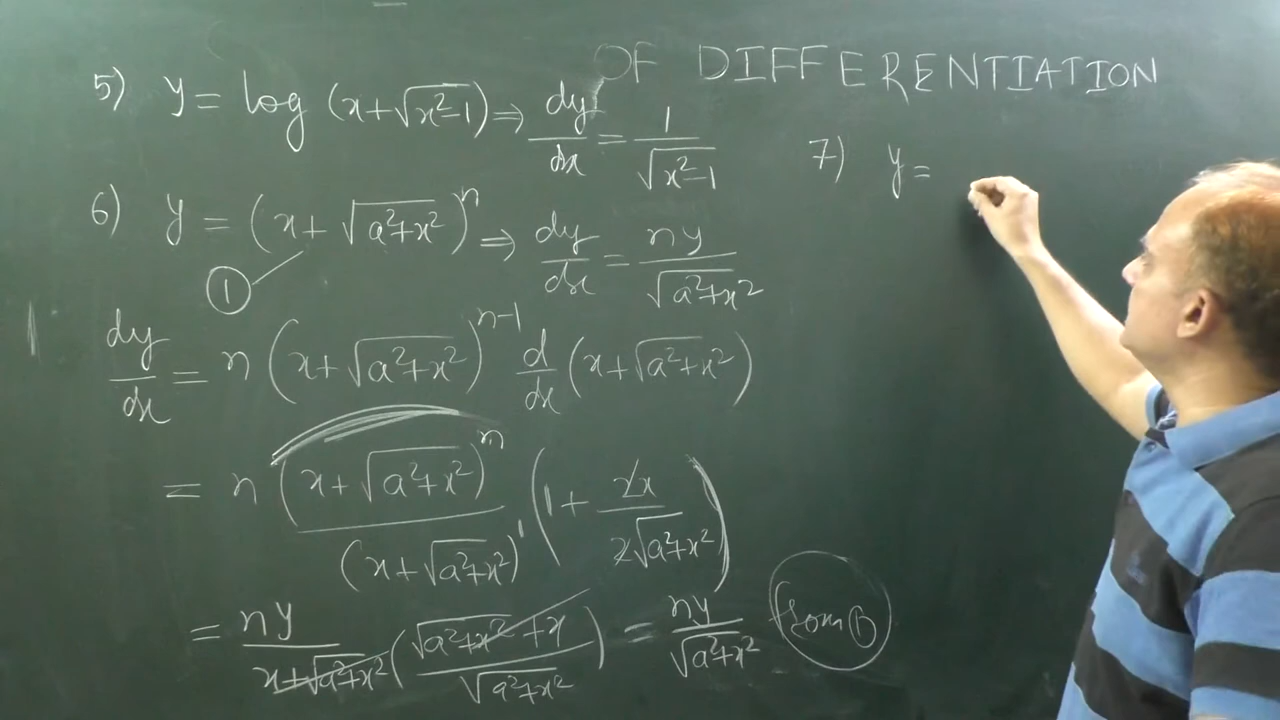 OF DIFFERENTIATION
5) y = log (x+√(x²-1)) ⇒ dy/dx = 1/√(x²-1)
6) y = (x+√(a²+x²))ⁿ ⇒ dy/dx = ny/√(a²+x²)
①
dy/dx = n(x+√(a²+x²))ⁿ⁻¹ d/dx (x+√(a²+x²))
= n (x+√(a²+x²))ⁿ/(x+√(a²+x²))¹ (1+2x/2√(a²+x²))
= ny/x+√(a²+x²) (√(a²+x²)+x/√(a²+x²)) = ny/√(a²+x²) from ①
7) y =